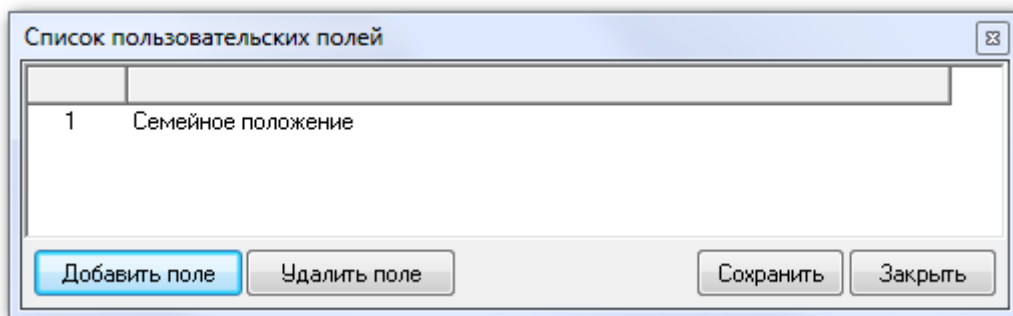 Список пользовательских полей
1 Семейное положение
Добавить поле Удалить поле Сохранить Закрыть